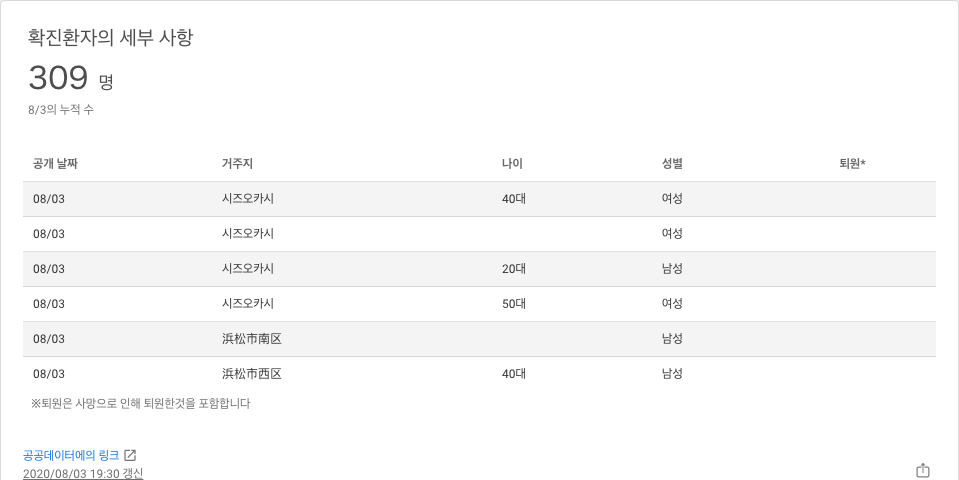 확진환자의 세부 사항
309 명
8/3의 누적 수
공개 날짜 거주지 나이 성별 퇴원*
08/03 시즈오카시 40대 여성
08/03 시즈오카시 여성
08/03 시즈오카시 20대 남성
08/03 시즈오카시 50대 여성
08/03 浜松市南区 남성
08/03 浜松市西区 40대 남성
※퇴원은 사망으로 인해 퇴원한것을 포함합니다
공공데이터에의 링크
2020/08/03 19:30 갱신